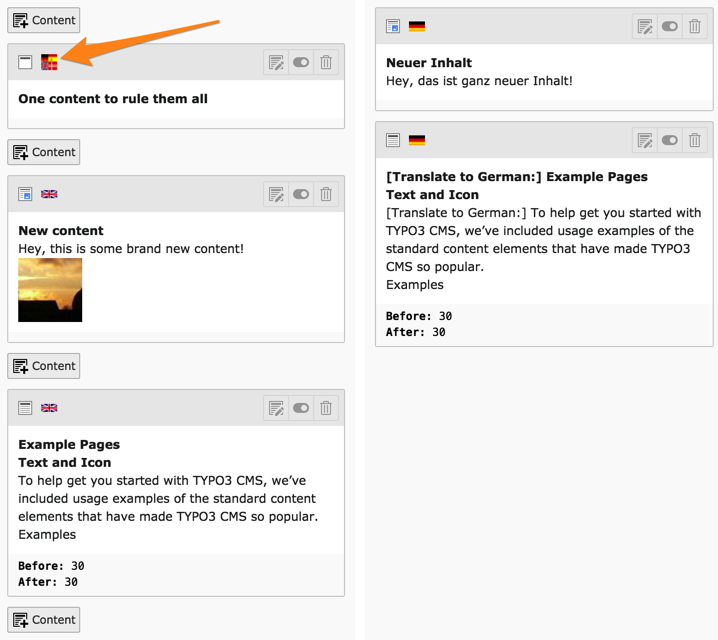 Content
One content to rule them all
Content
New content
Hey, this is some brand new content!
Content
Example Pages
Text and Icon
To help get you started with TYPO3 CMS, we’ve
included usage examples of the standard content
elements that have made TYPO3 CMS so popular.
Examples
Before: 30
After: 30
Content
Neuer Inhalt
Hey, das ist ganz neuer Inhalt!
[Translate to German:] Example Pages
Text and Icon
[Translate to German:] To help get you started with
TYPO3 CMS, we’ve included usage examples of the
standard content elements that have made TYPO3
CMS so popular.
Examples
Before: 30
After: 30